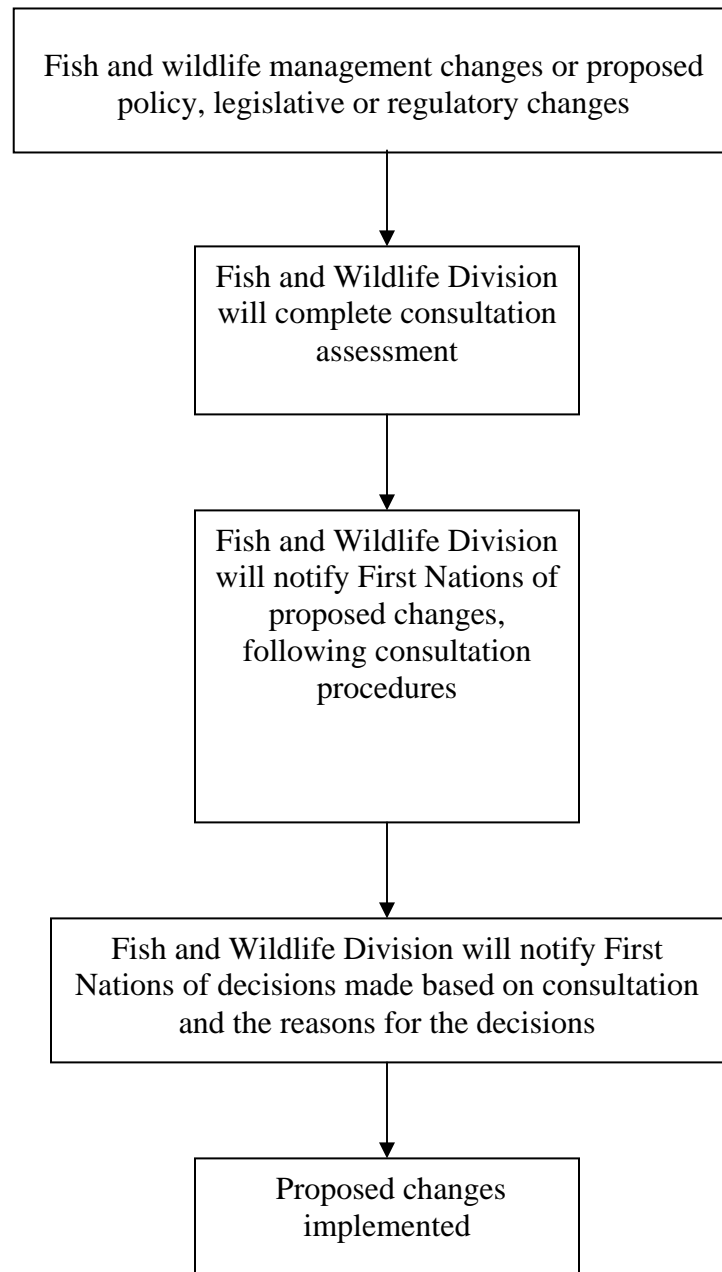 Fish and wildlife management changes or proposed
policy, legislative or regulatory changes
Fish and Wildlife Division
will complete consultation
assessment
Fish and Wildlife Division
will notify First Nations of
proposed changes,
following consultation
procedures
Fish and Wildlife Division will notify First
Nations of decisions made based on consultation
and the reasons for the decisions
Proposed changes
implemented